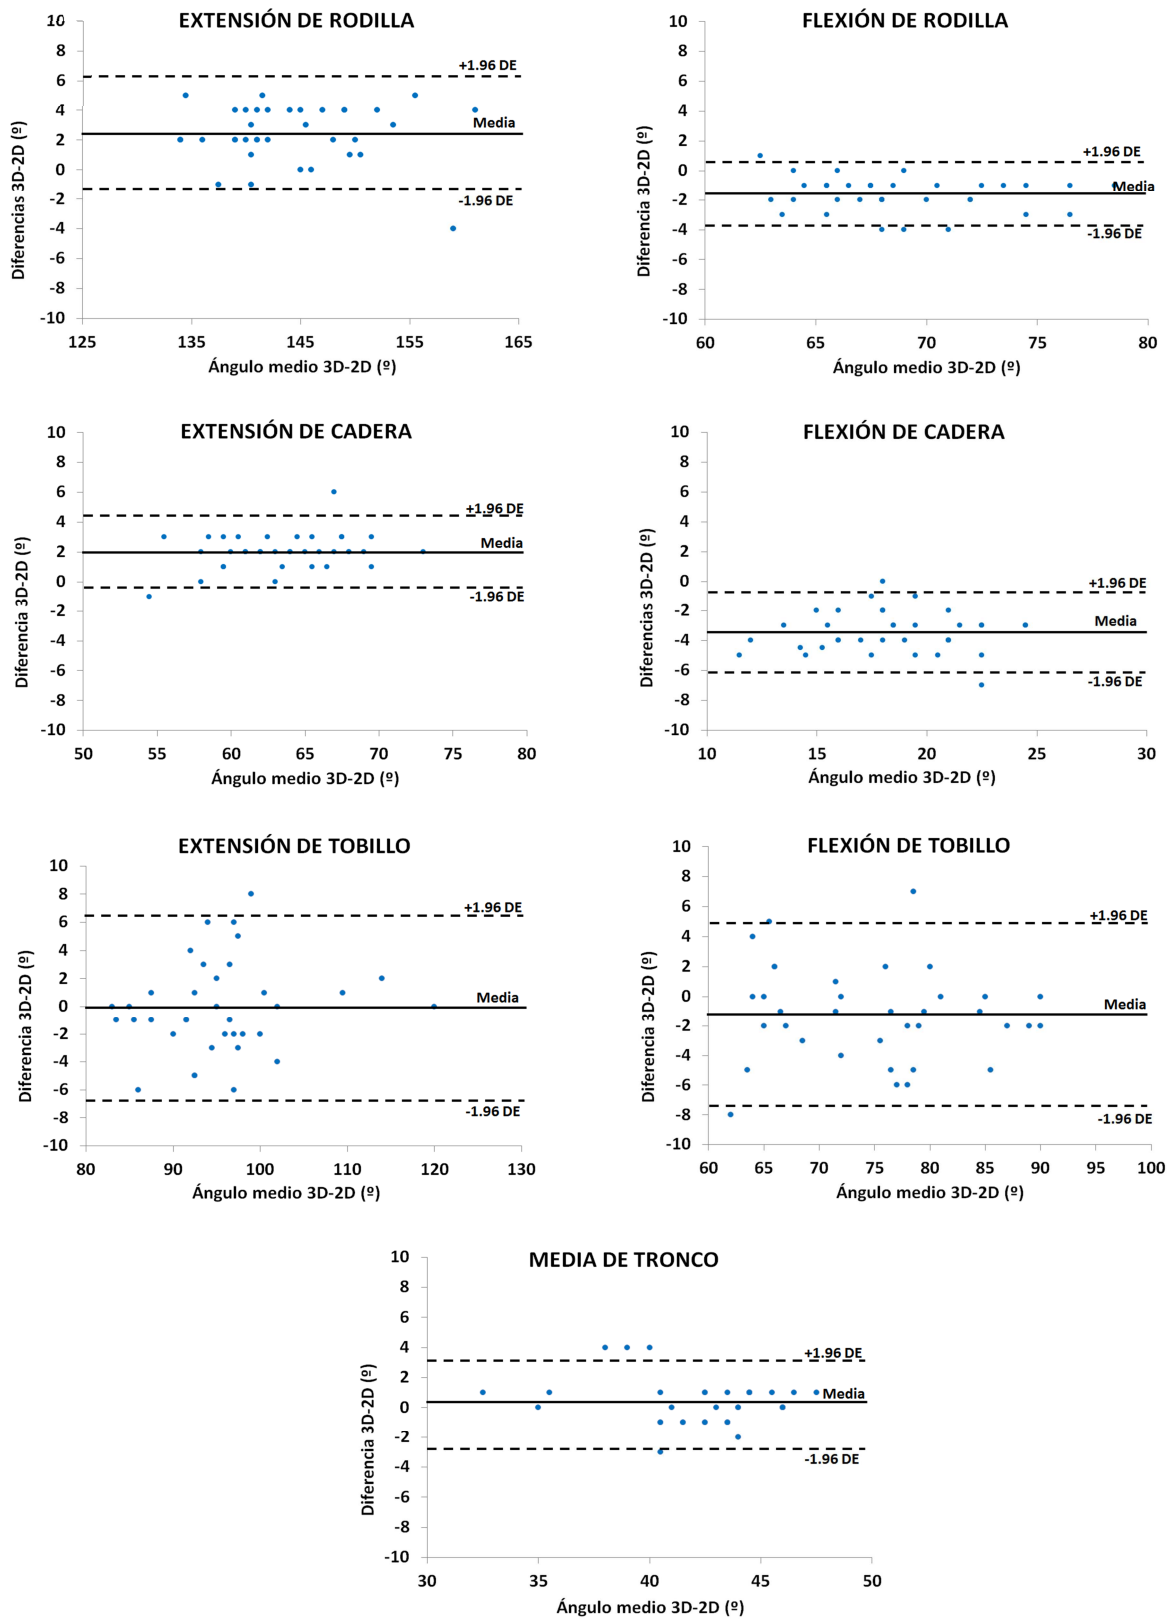 EXTENSIÓN DE RODILLA
10
8
6
4
2
0
-2
-4
-6
-8
-10
Diferencias 3D-2D (º)
+1.96 DE
Media
-1.96 DE
125 135 145 155 165
Ángulo medio 3D-2D (º)
FLEXIÓN DE RODILLA
10
8
6
4
2
0
-2
-4
-6
-8
-10
Diferencia 3D-2D (º)
+1.96 DE
Media
-1.96 DE
60 65 70 75 80
Ángulo medio 3D-2D (º)
EXTENSIÓN DE CADERA
10
8
6
4
2
0
-2
-4
-6
-8
-10
Diferencia 3D-2D (º)
+1.96 DE
Media
-1.96 DE
50 55 60 65 70 75 80
Ángulo medio 3D-2D (º)
FLEXIÓN DE CADERA
10
8
6
4
2
0
-2
-4
-6
-8
-10
Diferencias 3D-2D (º)
+1.96 DE
Media
-1.96 DE
10 15 20 25 30
Ángulo medio 3D-2D (º)
EXTENSIÓN DE TOBILLO
10
8
6
4
2
0
-2
-4
-6
-8
-10
Diferencia 3D-2D (º)
+1.96 DE
Media
-1.96 DE
80 90 100 110 120 130
Ángulo medio 3D-2D (º)
FLEXIÓN DE TOBILLO
10
8
6
4
2
0
-2
-4
-6
-8
-10
Diferencia 3D-2D (º)
+1.96 DE
Media
-1.96 DE
60 65 70 75 80 85 90 95 100
Ángulo medio 3D-2D (º)
MEDIA DE TRONCO
10
8
6
4
2
0
-2
-4
-6
-8
-10
Diferencia 3D-2D (º)
+1.96 DE
Media
-1.96 DE
30 35 40 45 50
Ángulo medio 3D-2D (º)